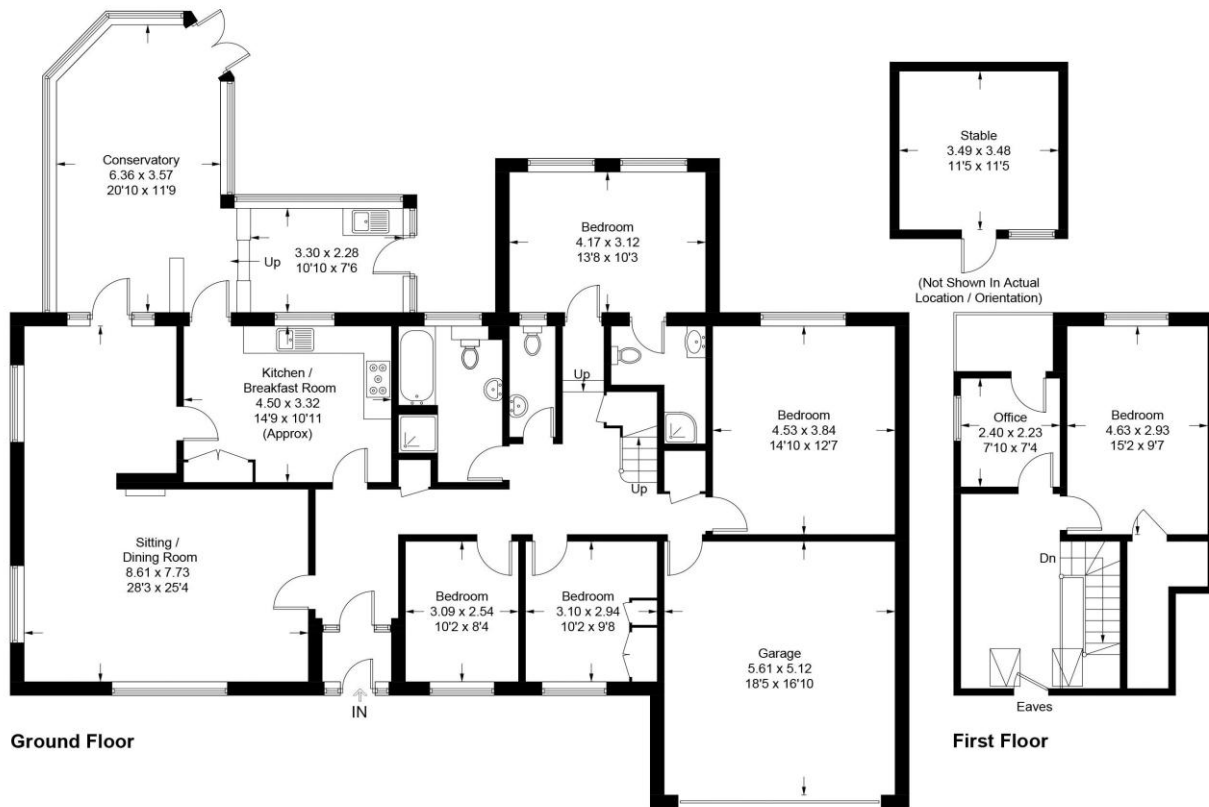 Conservatory
6.36 x 3.57
20'10 x 11'9
Up
3.30 x 2.28
10'10 x 7'6
Bedroom
4.17 x 3.12
13'8 x 10'3
Stable
3.49 x 3.48
11'5 x 11'5
(Not Shown In Actual
Location / Orientation)
Kitchen /
Breakfast Room
4.50 x 3.32
14'9 x 10'11
(Approx)
Up
Up
Bedroom
4.53 x 3.84
14'10 x 12'7
Office
2.40 x 2.23
7'10 x 7'4
Bedroom
4.63 x 2.93
15'2 x 9'7
Sitting /
Dining Room
8.61 x 7.73
28'3 x 25'4
Bedroom
3.09 x 2.54
10'2 x 8'4
Bedroom
3.10 x 2.94
10'2 x 9'8
Garage
5.61 x 5.12
18'5 x 16'10
Dn
Eaves
IN
Ground Floor
First Floor